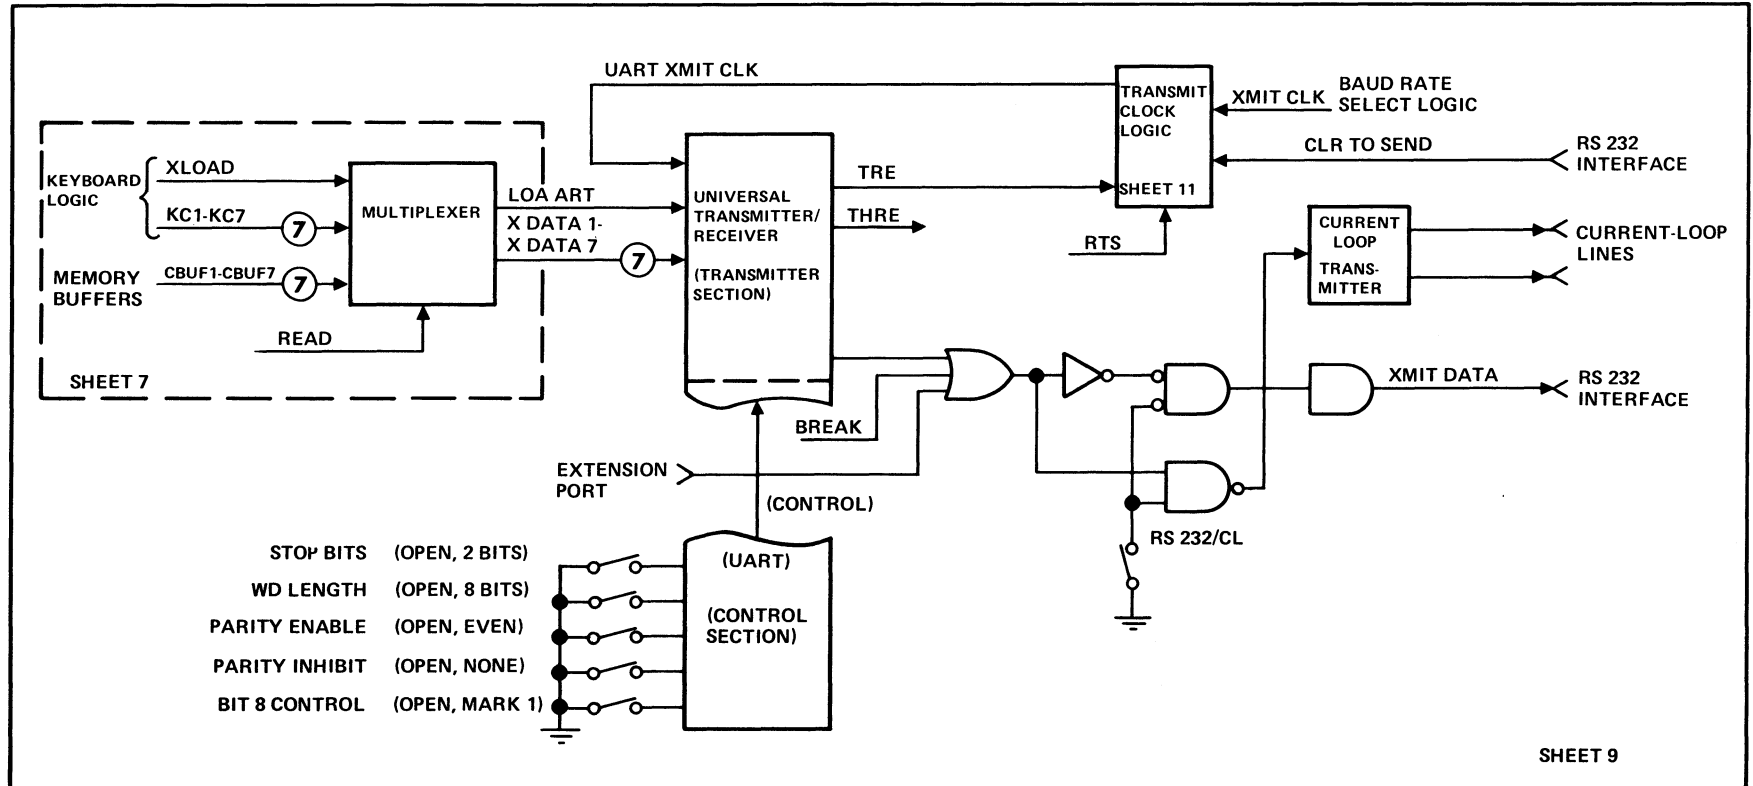 UART XMIT CLK
TRANSMIT
CLOCK
LOGIC
SHEET 11
XMIT CLK
BAUD RATE
SELECT LOGIC
CLR TO SEND
RS 232
INTERFACE
KEYBOARD
LOGIC
XLOAD
KC1-KC7
7
MEMORY
BUFFERS
CBUF1-CBUF7
7
MULTIPLEXER
READ
SHEET 7
LOA ART
X DATA 1-
X DATA 7
7
UNIVERSAL
TRANSMITTER/
RECEIVER
(TRANSMITTER
SECTION)
TRE
THRE
RTS
CURRENT
LOOP
TRANS-
MITTER
CURRENT-LOOP
LINES
BREAK
EXTENSION
PORT
(CONTROL)
XMIT DATA
RS 232
INTERFACE
RS 232/CL
STOP BITS (OPEN, 2 BITS)
WD LENGTH (OPEN, 8 BITS)
PARITY ENABLE (OPEN, EVEN)
PARITY INHIBIT (OPEN, NONE)
BIT 8 CONTROL (OPEN, MARK 1)
(UART)
(CONTROL
SECTION)
SHEET 9